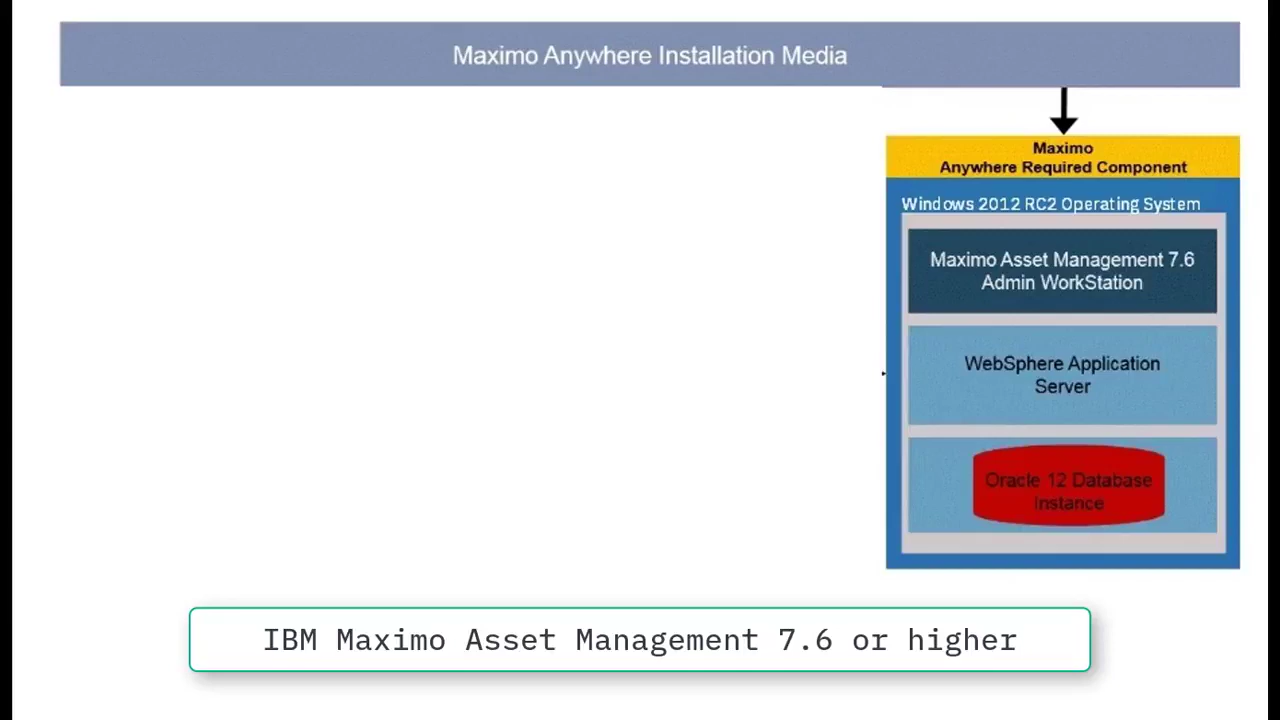 Maximo Anywhere Installation Media
Maximo
Anywhere Required Component
Windows 2012 RC2 Operating System
Maximo Asset Management 7.6
Admin WorkStation
WebSphere Application
Server
Oracle 12 Database
Instance
IBM Maximo Asset Management 7.6 or higher